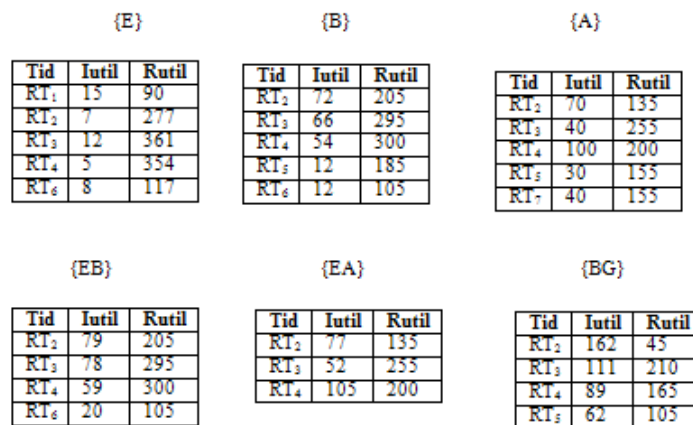 {E} {B} {A}
Tid Iutil Rutil
RT₁ 15 90
RT₂ 7 277
RT₃ 12 361
RT₄ 5 354
RT₆ 8 117
Tid Iutil Rutil
RT₂ 72 205
RT₃ 66 295
RT₄ 54 300
RT₅ 12 185
RT₆ 12 105
Tid Iutil Rutil
RT₂ 70 135
RT₃ 40 255
RT₄ 100 200
RT₅ 30 155
RT₇ 40 155
{EB} {EA} {BG}
Tid Iutil Rutil
RT₂ 79 205
RT₃ 78 295
RT₄ 59 300
RT₆ 20 105
Tid Iutil Rutil
RT₂ 77 135
RT₃ 52 255
RT₄ 105 200
Tid Iutil Rutil
RT₂ 162 45
RT₃ 111 210
RT₄ 89 165
RT₅ 62 105